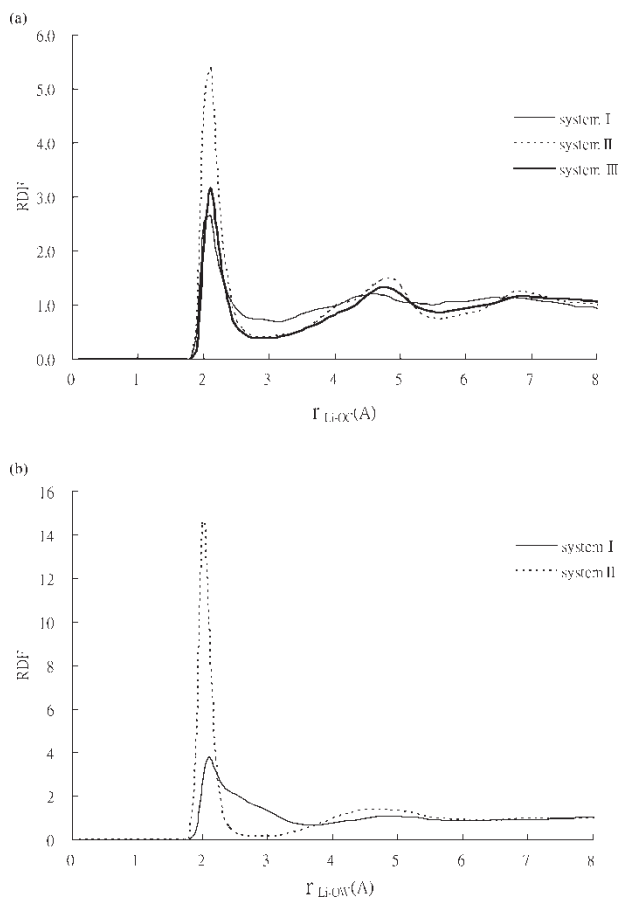 (a)
6.0
5.0
4.0
3.0
2.0
1.0
0.0
RDF
system I
system II
system III
0 1 2 3 4 5 6 7 8
r Li-OC(A)
(b)
16
14
12
10
8
6
4
2
0
RDF
system I
system II
0 1 2 3 4 5 6 7 8
r Li-OW(A)